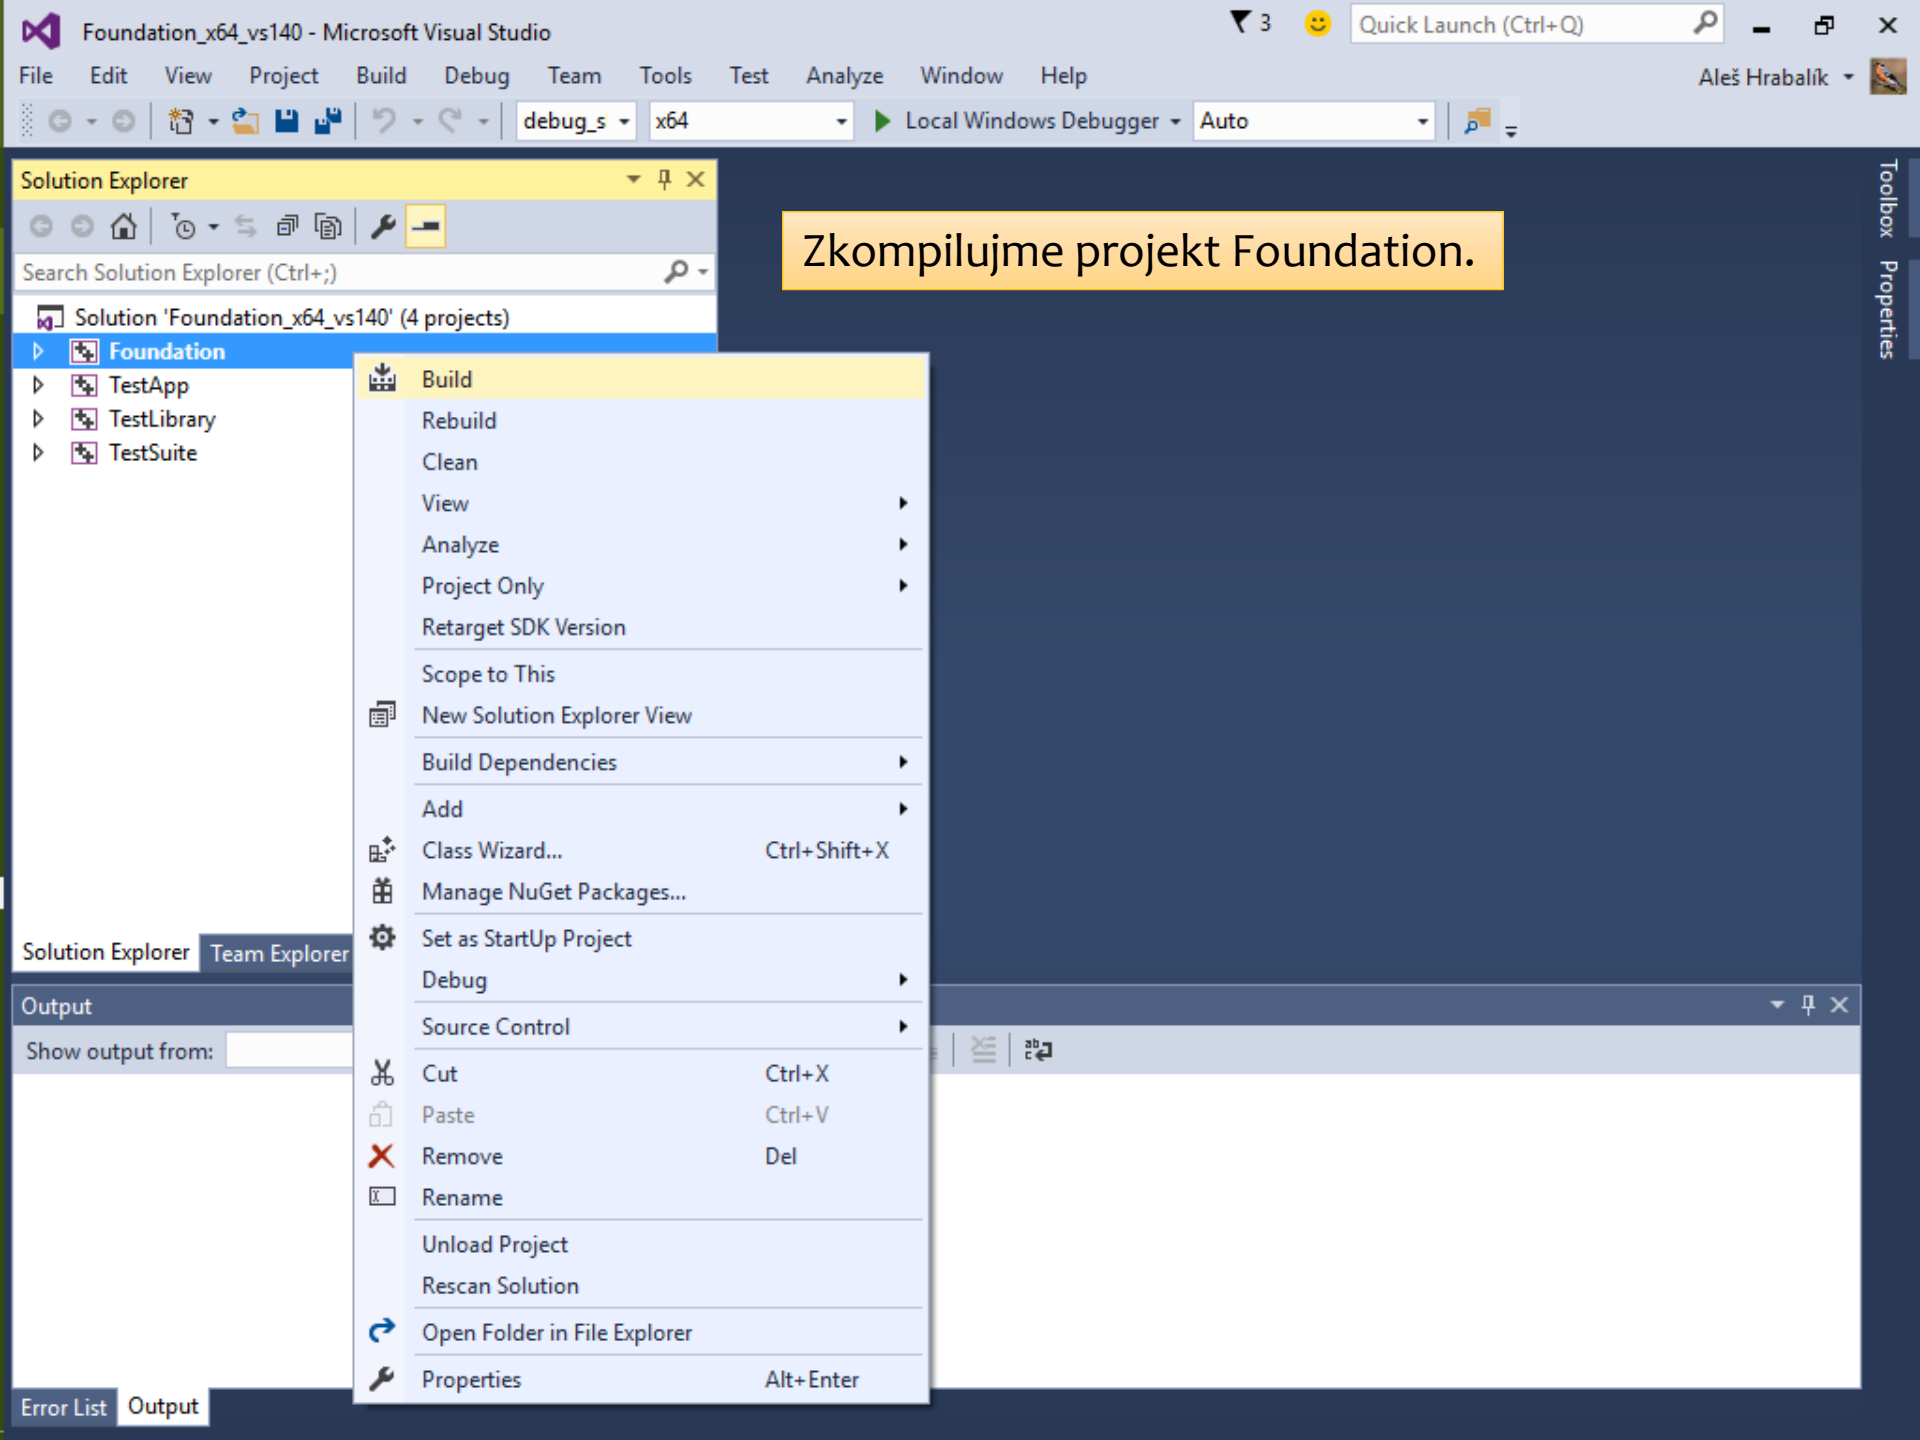 Foundation_x64_vs140 - Microsoft Visual Studio
3
Quick Launch (Ctrl+Q)
File Edit View Project Build Debug Team Tools Test Analyze Window Help
Aleš Hrabalík
debug_s x64 Local Windows Debugger Auto
Solution Explorer
Search Solution Explorer (Ctrl+;)
Solution 'Foundation_x64_vs140' (4 projects)
Foundation
TestApp
TestLibrary
TestSuite
Zkompilujme projekt Foundation.
Toolbox
Properties
Build
Rebuild
Clean
View
Analyze
Project Only
Retarget SDK Version
Scope to This
New Solution Explorer View
Build Dependencies
Add
Class Wizard... Ctrl+Shift+X
Manage NuGet Packages...
Set as StartUp Project
Debug
Source Control
Cut Ctrl+X
Paste Ctrl+V
Remove Del
Rename
Unload Project
Rescan Solution
Open Folder in File Explorer
Properties Alt+Enter
Solution Explorer Team Explorer
Output
Show output from:
Error List Output